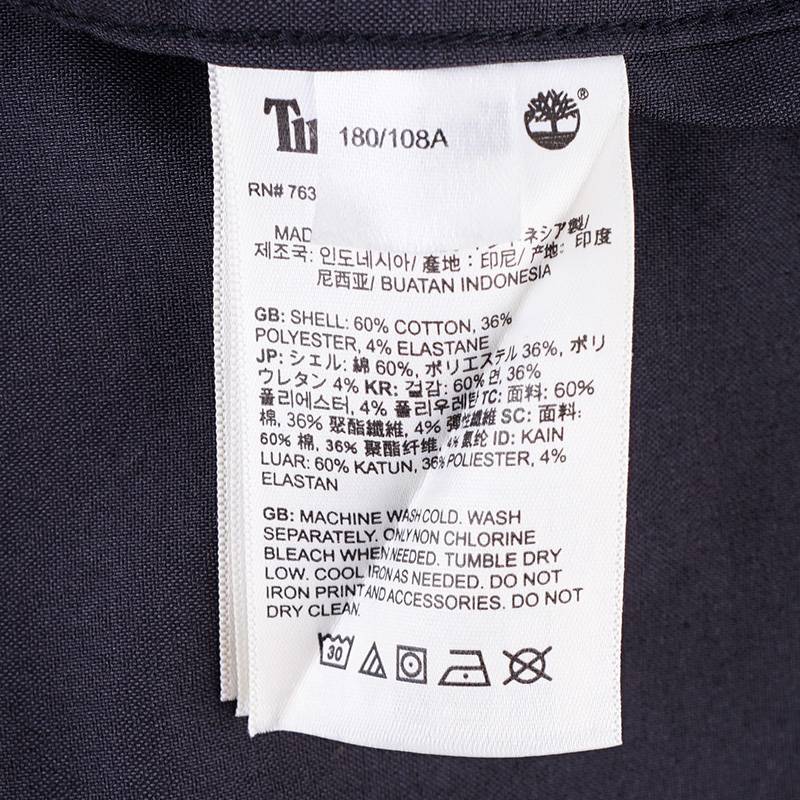 180/108A
®
RN# 763
제조국: 인도네시아/ 產地: 印尼/ 产地: 印度
尼西亚/ BUATAN INDONESIA
GB: SHELL: 60% COTTON, 36%
POLYESTER, 4% ELASTANE
JP: シェル: 綿 60%, ポリエステル 36%, ポリ
ウレタン 4% KR: 겉감: 60% 면, 36%
폴리에스터, 4% 폴리우레탄 TC: 面料: 60%
棉, 36% 聚酯纖維, 4% 彈性纖維 SC: 面料:
60% 棉, 36% 聚酯纤维, 4% 氨纶 ID: KAIN
LUAR: 60% KATUN, 36% POLIESTER, 4%
ELASTAN
GB: MACHINE WASH COLD. WASH
SEPARATELY. ONLY NON CHLORINE
BLEACH WHEN NEEDED. TUMBLE DRY
LOW. COOL IRON AS NEEDED. DO NOT
IRON PRINT AND ACCESSORIES. DO NOT
DRY CLEAN.
30